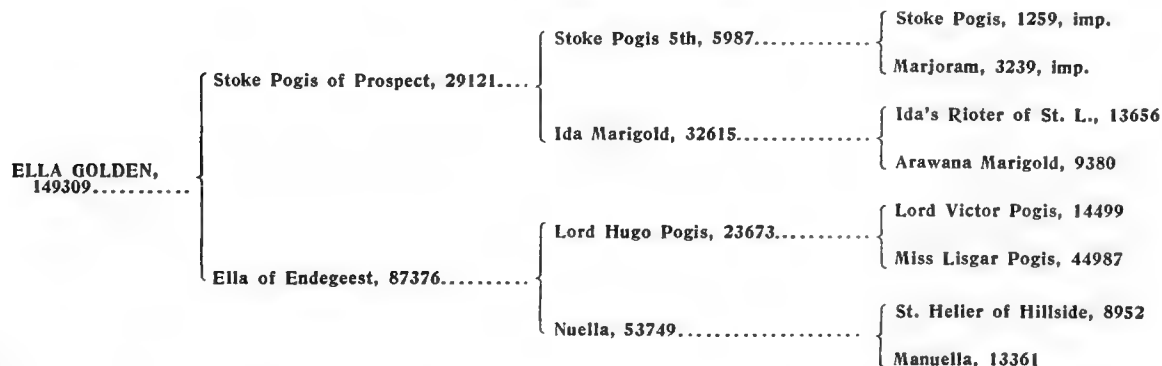 Stoke Pogis, 1259, imp.
Stoke Pogis 5th, 5987
Marjoram, 3239, imp.
Stoke Pogis of Prospect, 29121
Ida's Rioter of St. L., 13656
Ida Marigold, 32615
Arawana Marigold, 9380
ELLA GOLDEN,
149309
Lord Victor Pogis, 14499
Lord Hugo Pogis, 23673
Miss Lisgar Pogis, 44987
Ella of Endegeest, 87376
St. Helier of Hillside, 8952
Nuella, 53749
Manuella, 13361